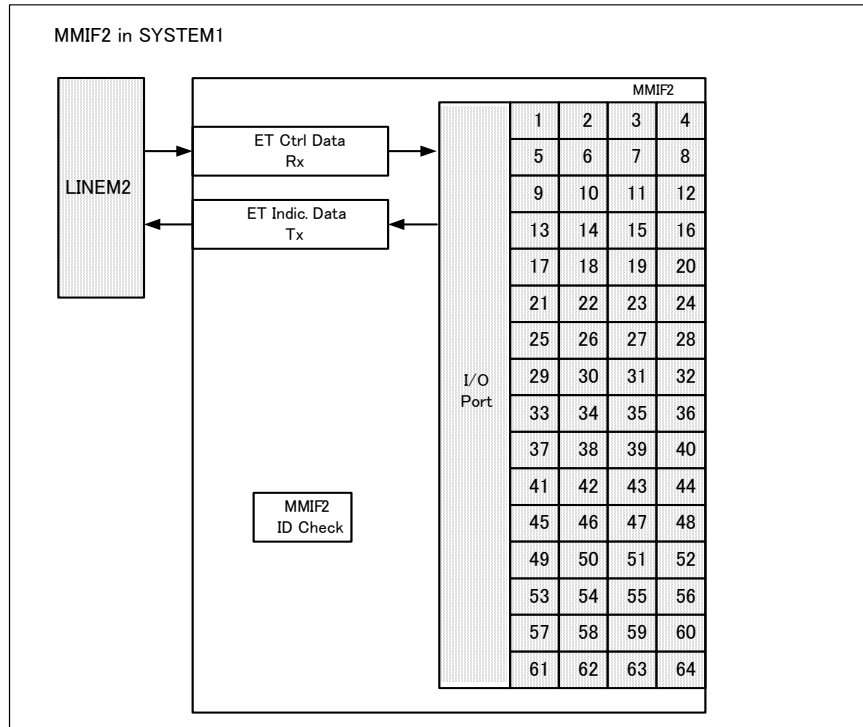 MMIF2 in SYSTEM1
MMIF2
LINEM2
ET Ctrl Data
Rx
ET Indic. Data
Tx
MMIF2
ID Check
I/O
Port
1 2 3 4
5 6 7 8
9 10 11 12
13 14 15 16
17 18 19 20
21 22 23 24
25 26 27 28
29 30 31 32
33 34 35 36
37 38 39 40
41 42 43 44
45 46 47 48
49 50 51 52
53 54 55 56
57 58 59 60
61 62 63 64